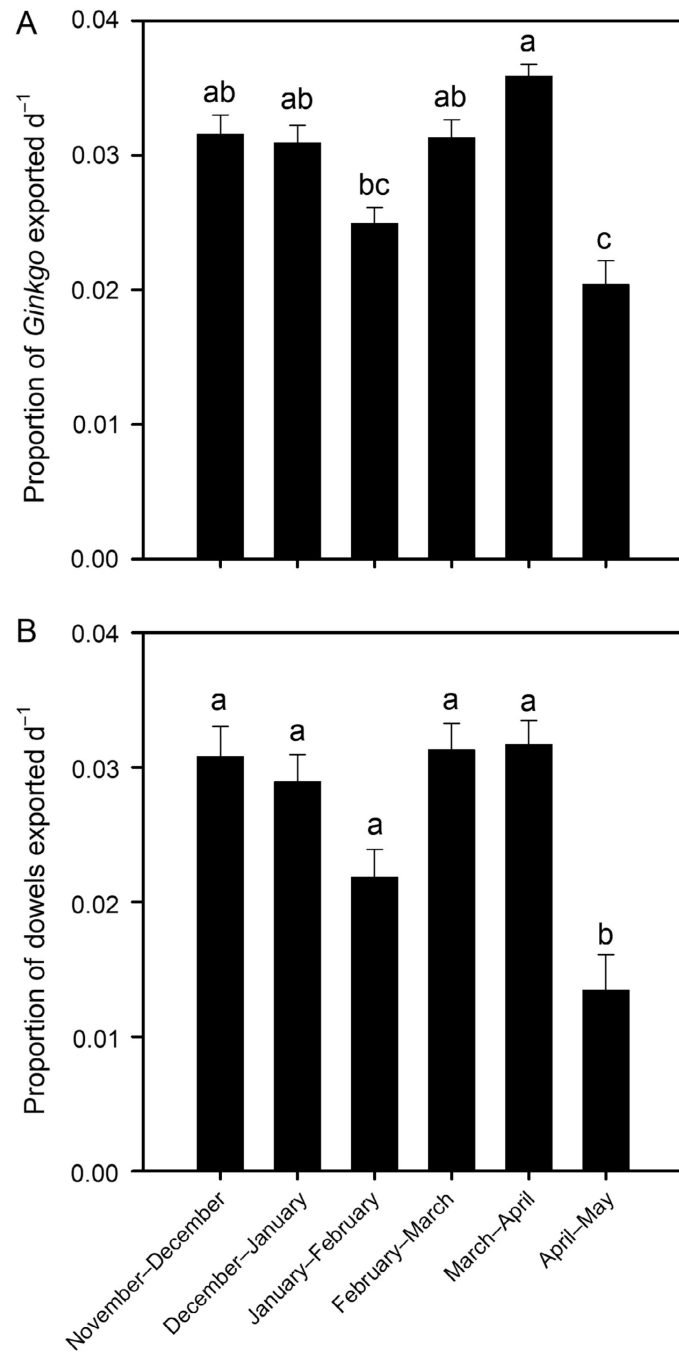 A
Proportion of Ginkgo exported d⁻¹
0.04
0.03
0.02
0.01
0.00
ab
ab
bc
ab
a
c
B
Proportion of dowels exported d⁻¹
0.04
0.03
0.02
0.01
0.00
a
a
a
a
a
b
November–December
December–January
January–February
February–March
March–April
April–May